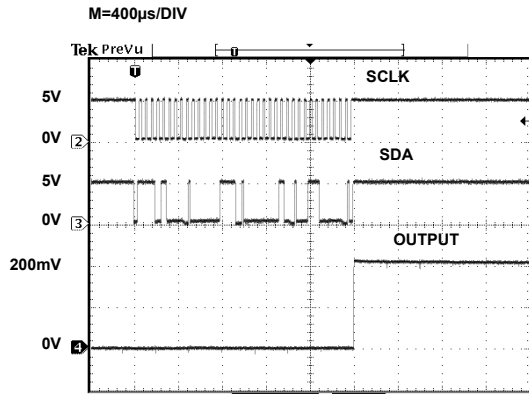 M=400µs/DIV
Tek PreVu
T
T
SCLK
5V
0V
2
SDA
5V
0V
3
OUTPUT
200mV
0V
4